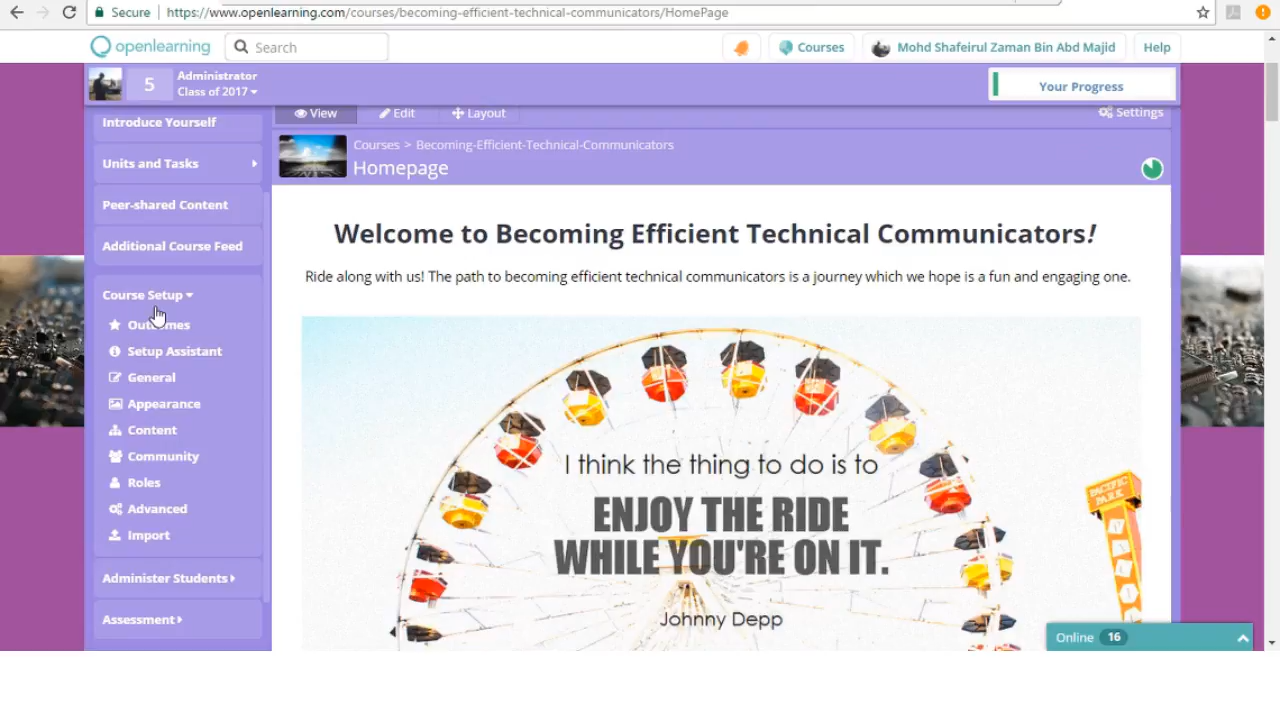 Secure
https://www.openlearning.com/courses/becoming-efficient-technical-communicators/HomePage
openlearning
Search
Courses
Mohd Shafeirul Zaman Bin Abd Majid
Help
5
Administrator
Class of 2017
Your Progress
Introduce Yourself
Units and Tasks
Peer-shared Content
Additional Course Feed
Course Setup
Outcomes
Setup Assistant
General
Appearance
Content
Community
Roles
Advanced
Import
Administer Students
Assessment
View
Edit
Layout
Settings
Courses > Becoming-Efficient-Technical-Communicators
Homepage
Welcome to Becoming Efficient Technical Communicators!
Ride along with us! The path to becoming efficient technical communicators is a journey which we hope is a fun and engaging one.
I think the thing to do is to
ENJOY THE RIDE
WHILE YOU'RE ON IT.
Johnny Depp
PACIFIC
PARK
Online 16